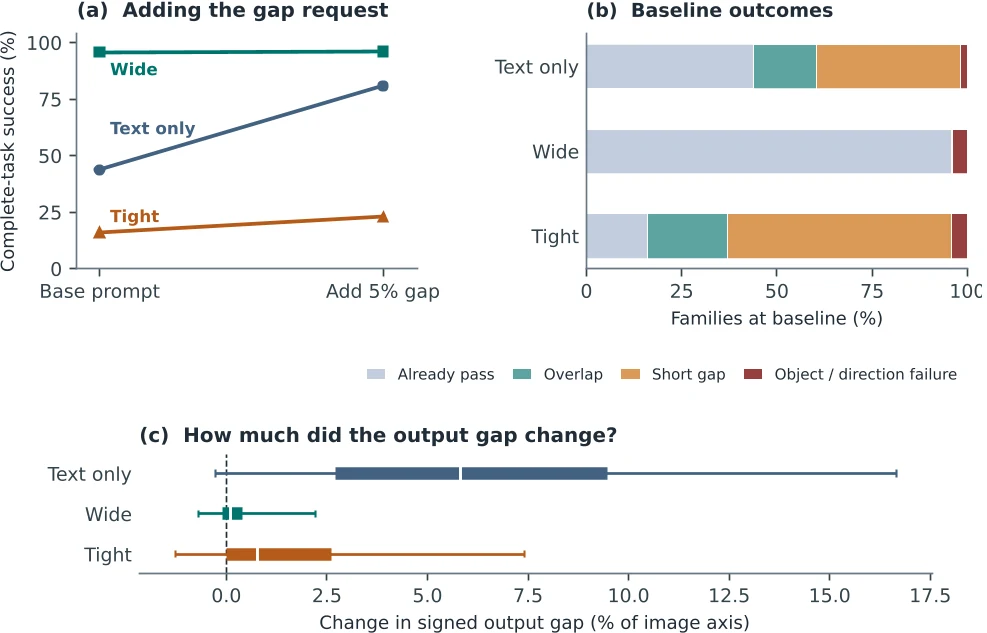 (a) Adding the gap request
Complete-task success (%)
100
75
50
25
0
Wide
Text only
Tight
Base prompt
Add 5% gap
(b) Baseline outcomes
Text only
Wide
Tight
0 25 50 75 100
Families at baseline (%)
Already pass Overlap Short gap Object / direction failure
(c) How much did the output gap change?
Text only
Wide
Tight
0.0 2.5 5.0 7.5 10.0 12.5 15.0 17.5
Change in signed output gap (% of image axis)